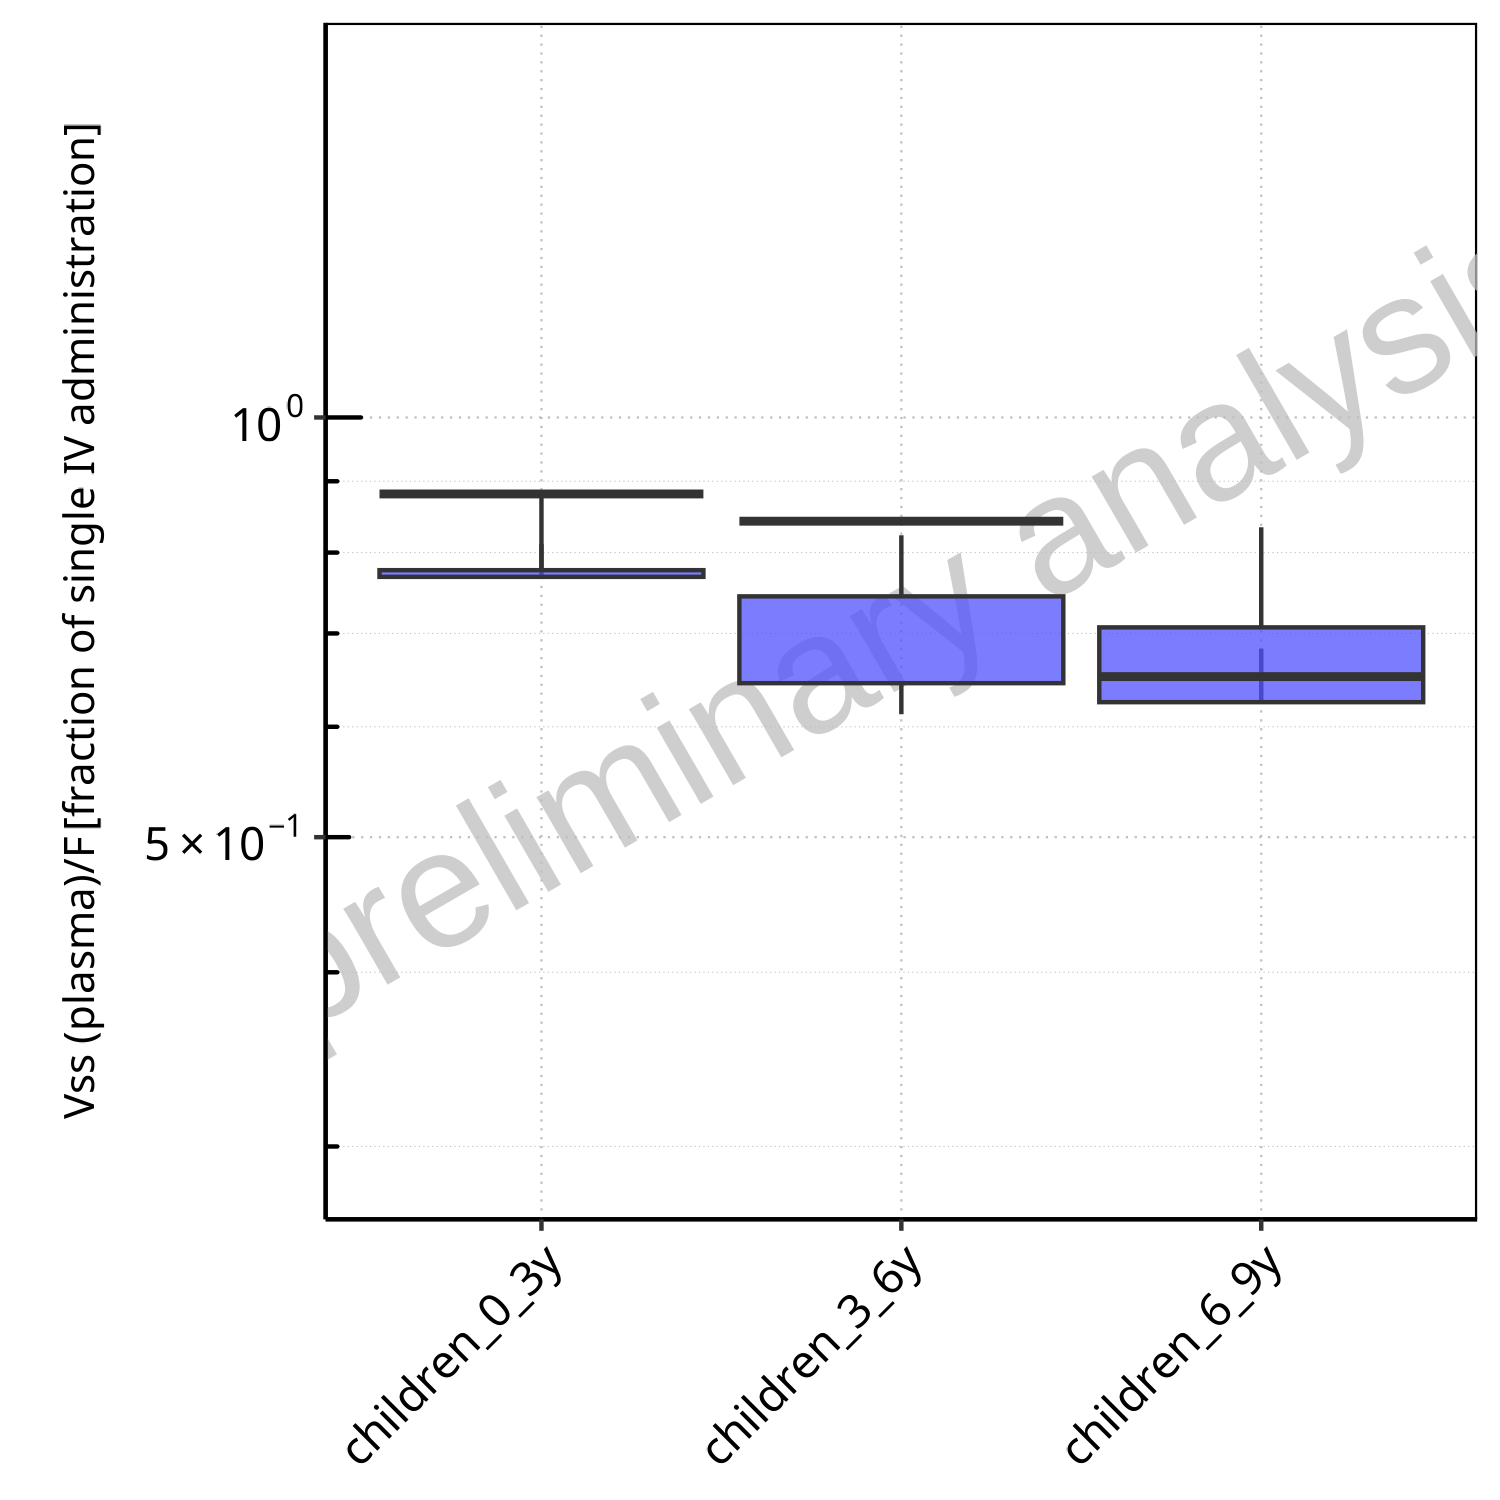 Vss (plasma)/F [fraction of single IV administration]
10⁰
5 × 10⁻¹
preliminary analysis
children_0_3y
children_3_6y
children_6_9y